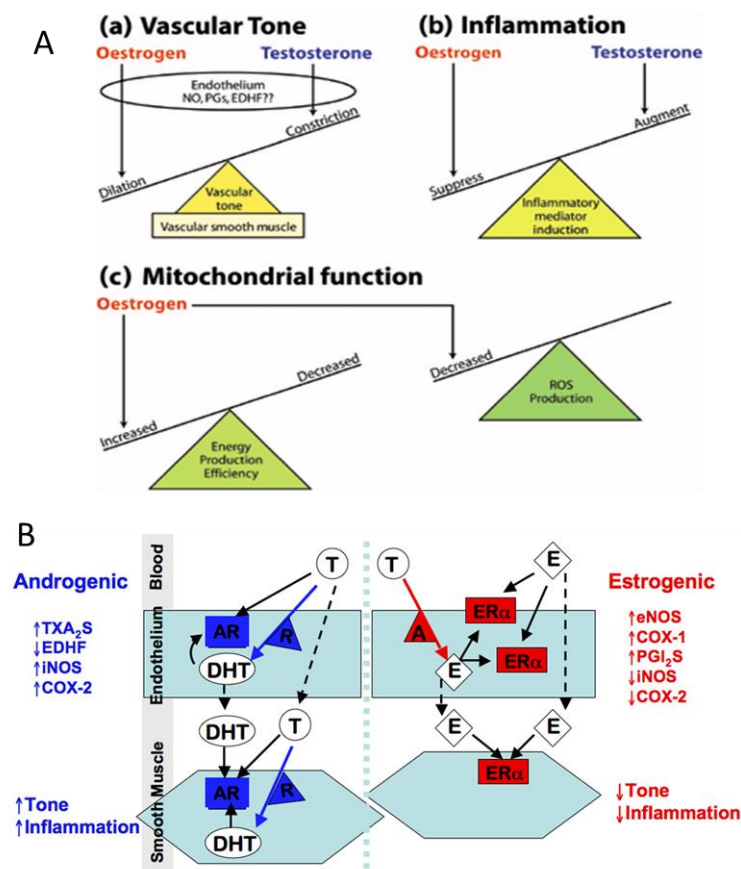 A
(a) Vascular Tone
Oestrogen
Testosterone
Endothelium
NO, PGs, EDHF??
Constriction
Dilation
Vascular
tone
Vascular smooth muscle
(b) Inflammation
Oestrogen
Testosterone
Augment
Suppress
Inflammatory
mediator
induction
(c) Mitochondrial function
Oestrogen
Decreased
Increased
Energy
Production
Efficiency
Decreased
ROS
Production
B
Androgenic
↑TXA₂S
↓EDHF
↑iNOS
↑COX-2
↑Tone
↑Inflammation
Blood
Endothelium
Smooth Muscle
T
AR
R
DHT
DHT
T
AR
R
DHT
T
E
A
ERα
E
ERα
E
E
ERα
Estrogenic
↑eNOS
↑COX-1
↑PGI₂S
↓iNOS
↓COX-2
↓Tone
↓Inflammation